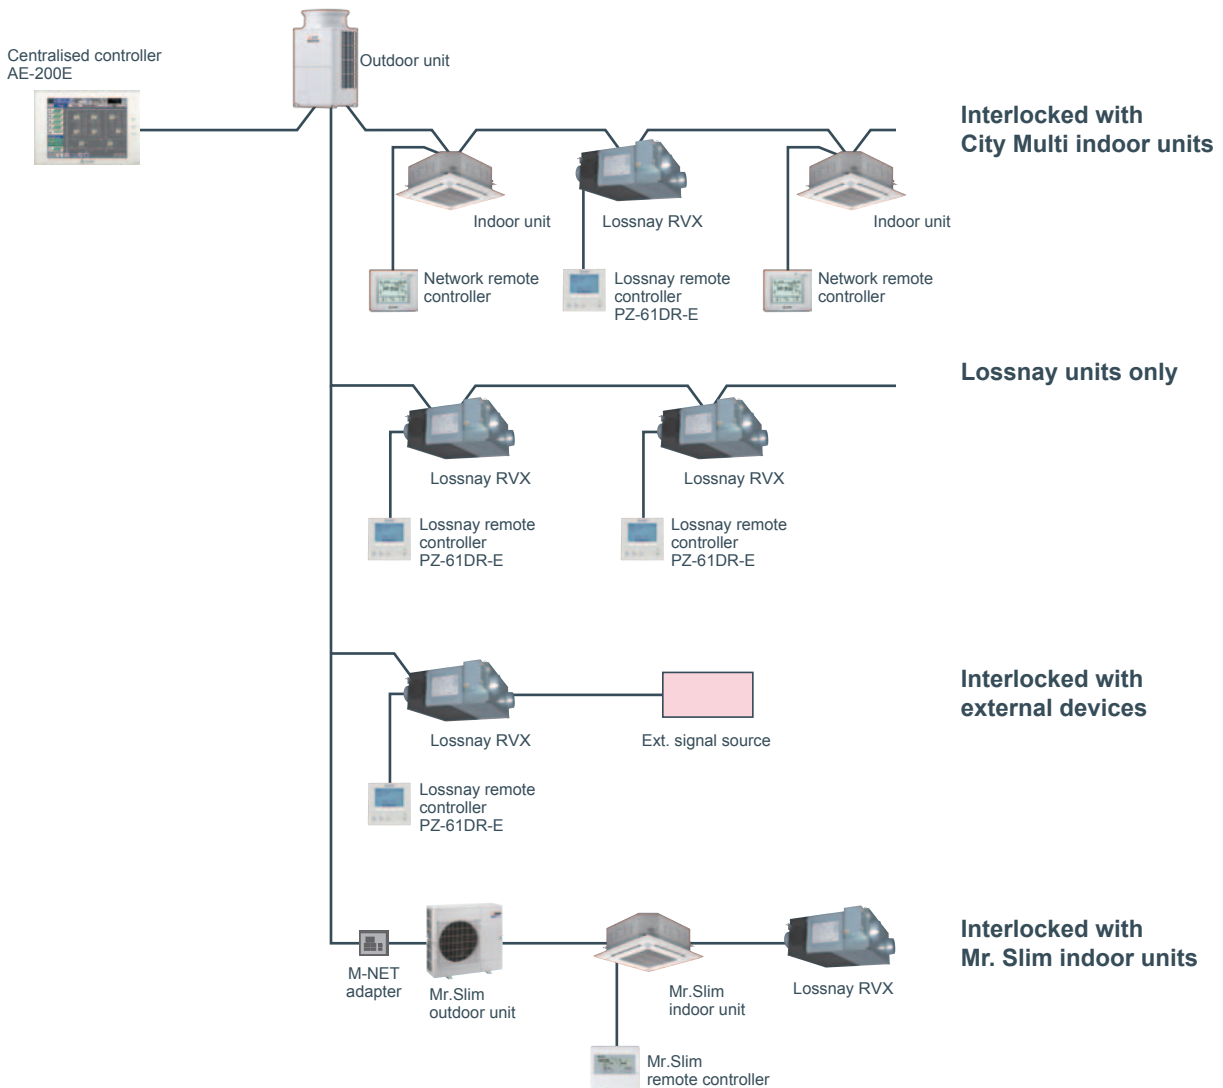 Centralised controller
AE-200E
Outdoor unit
Interlocked with
City Multi indoor units
Indoor unit
Lossnay RVX
Indoor unit
Network remote
controller
Lossnay remote
controller
PZ-61DR-E
Network remote
controller
Lossnay units only
Lossnay RVX
Lossnay RVX
Lossnay remote
controller
PZ-61DR-E
Lossnay remote
controller
PZ-61DR-E
Interlocked with
external devices
Lossnay RVX
Ext. signal source
Lossnay remote
controller
PZ-61DR-E
Interlocked with
Mr. Slim indoor units
M-NET
adapter
Mr.Slim
outdoor unit
Mr.Slim
indoor unit
Lossnay RVX
Mr.Slim
remote controller